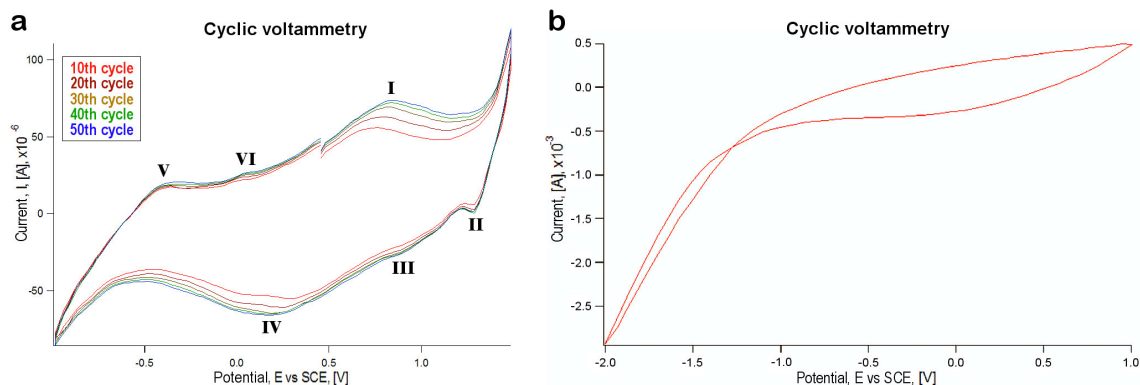 a
Cyclic voltammetry
10th cycle
20th cycle
30th cycle
40th cycle
50th cycle
Current, I, [A], x10 -6
100
50
0
-50
I
II
III
IV
V
VI
-0.5
0.0
0.5
1.0
Potential, E vs SCE, [V]
b
Cyclic voltammetry
Current, [A], x10-3
0.5
0.0
-0.5
-1.0
-1.5
-2.0
-2.5
-2.0
-1.5
-1.0
-0.5
0.0
0.5
1.0
Potential, E vs SCE, [V]